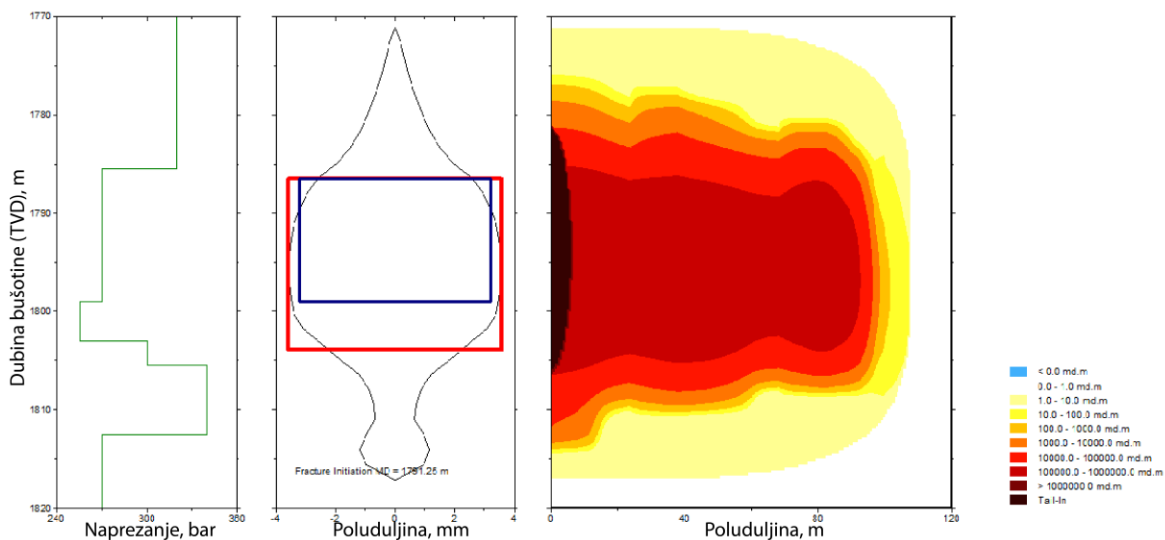 Dubina bušotine (TVD), m
1770
1780
1790
1800
1810
1820
240
300
360
Naprezanje, bar
Fracture Initiation MD = 1791.25 m
-4
-2
0
2
4
Poluduljina, mm
0
40
80
120
Poluduljina, m
< 0.0 md.m
0.0 - 1.0 md.m
1.0 - 10.0 md.m
10.0 - 100.0 md.m
100.0 - 1000.0 md.m
1000.0 - 10000.0 md.m
10000.0 - 100000.0 md.m
100000.0 - 1000000.0 md.m
> 1000000.0 md.m
Tail-In